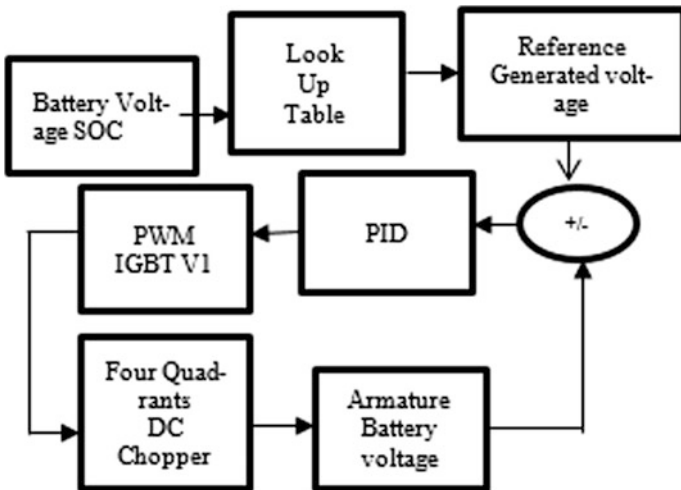 Battery Volt-
age SOC
Look
Up
Table
Reference
Generated volt-
age
+/-
PID
PWM
IGBT V1
Four Quad-
rants
DC
Chopper
Armature
Battery
voltage